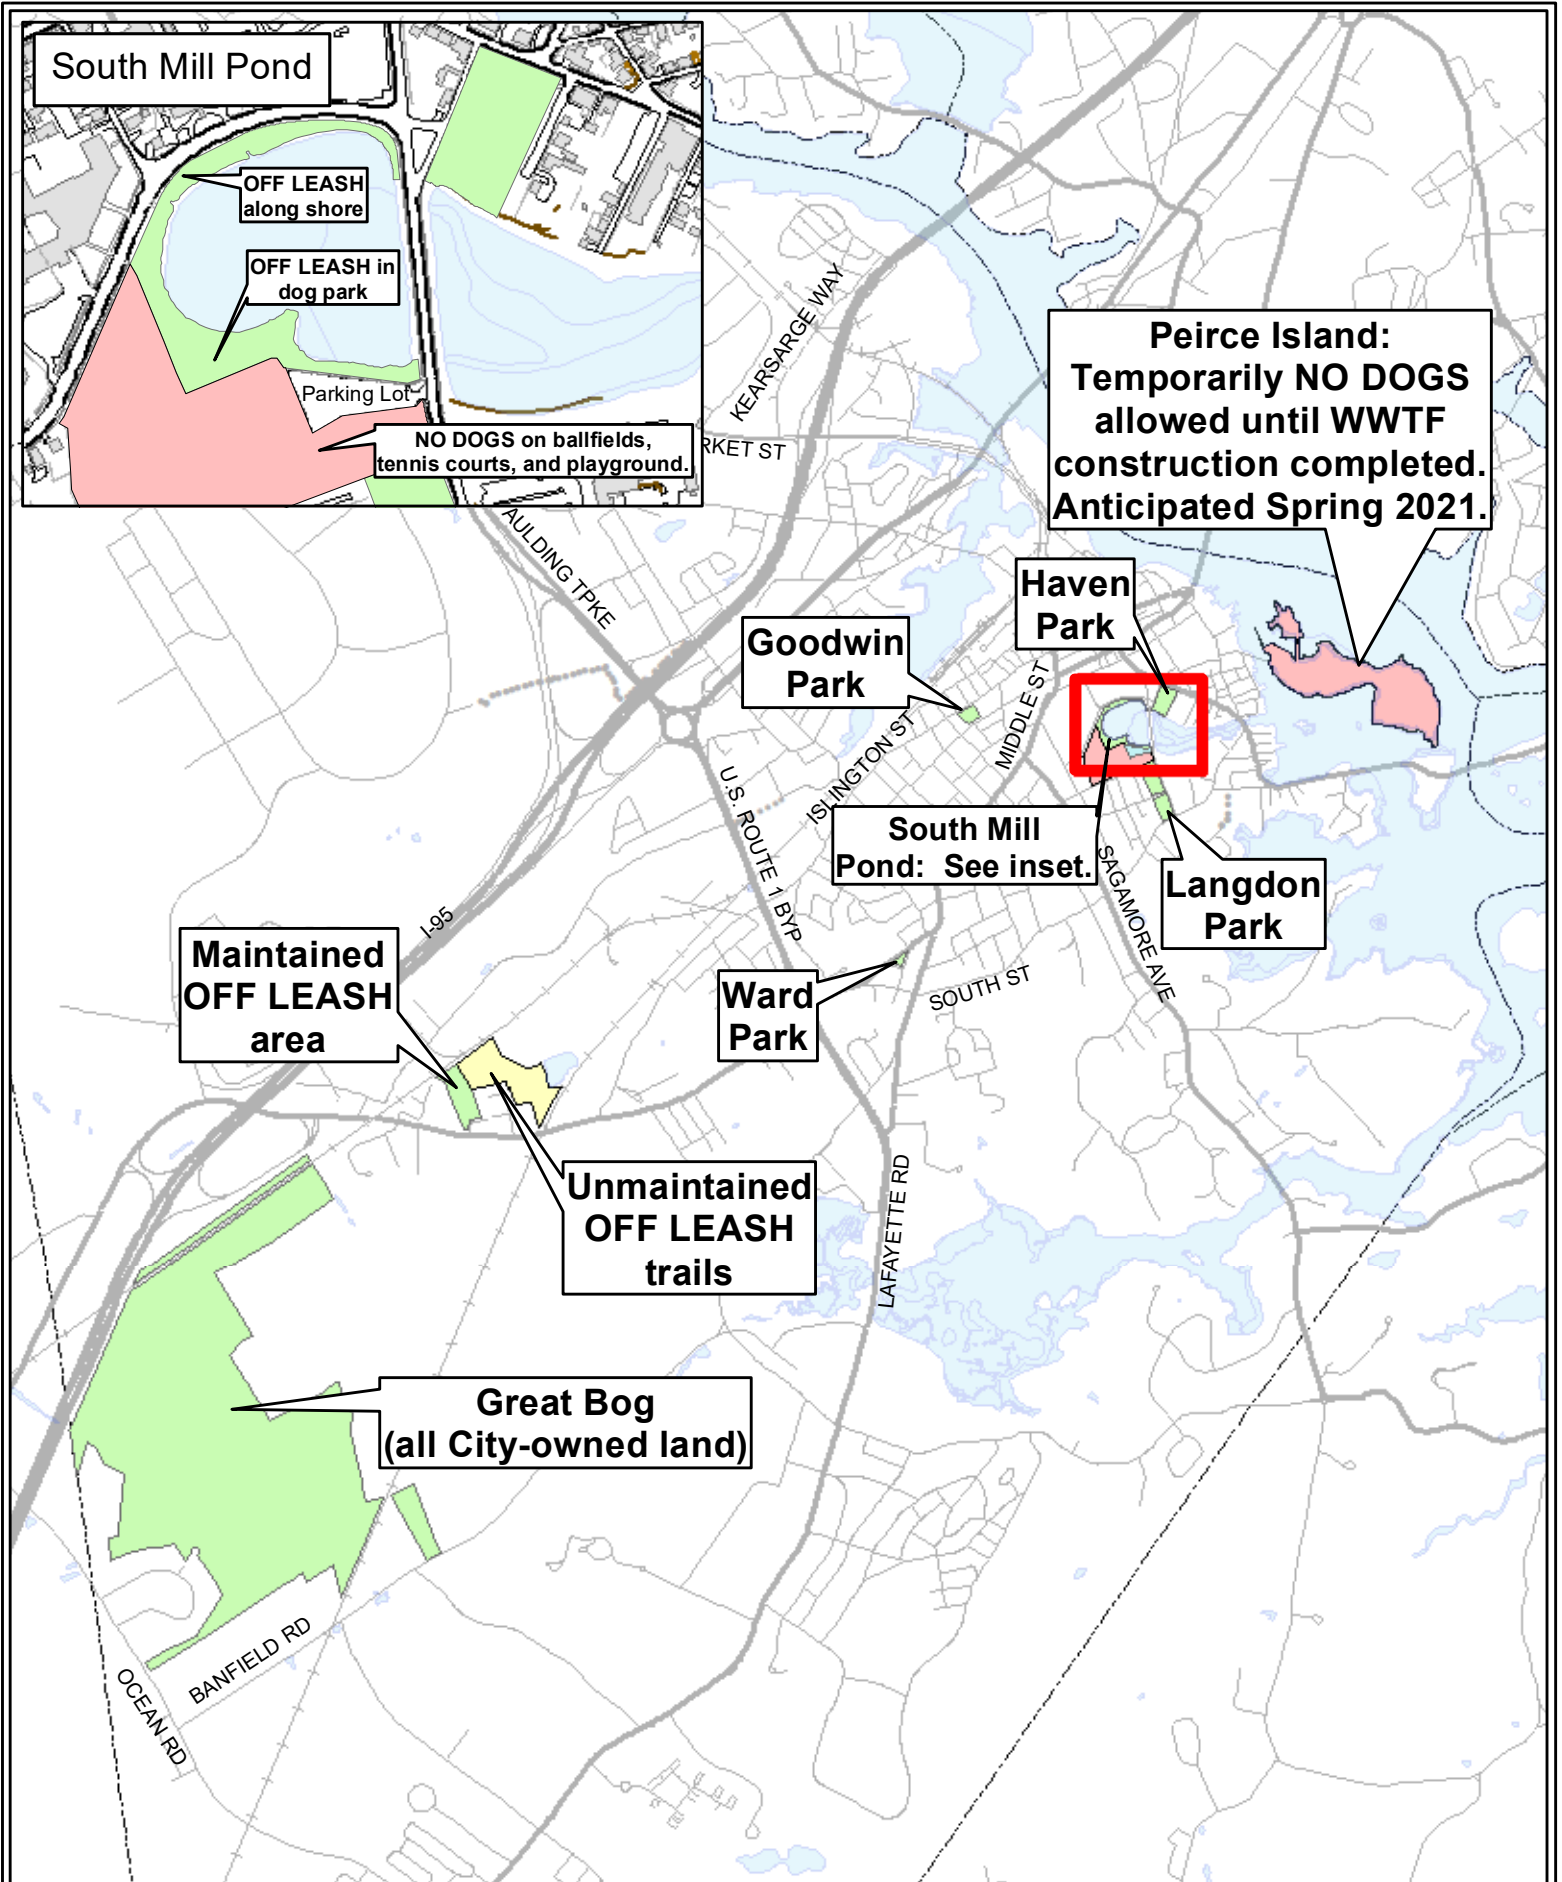 South Mill Pond
OFF LEASH
along shore
OFF LEASH in
dog park
Parking Lot
NO DOGS on ballfields,
tennis courts, and playground.
KEARSARGE WAY
RKET ST
Peirce Island:
Temporarily NO DOGS
allowed until WWTF
construction completed.
Anticipated Spring 2021.
AULDING TPKE
Haven
Park
Goodwin
Park
MIDDLE ST
ISLINGTON ST
U.S. ROUTE 1 BYP
South Mill
Pond: See inset.
SAGAMORE AVE
Langdon
Park
I-95
Maintained
OFF LEASH
area
Ward
Park
SOUTH ST
Unmaintained
OFF LEASH
trails
LAFAYETTE RD
Great Bog
(all City-owned land)
BANFIELD RD
OCEAN RD